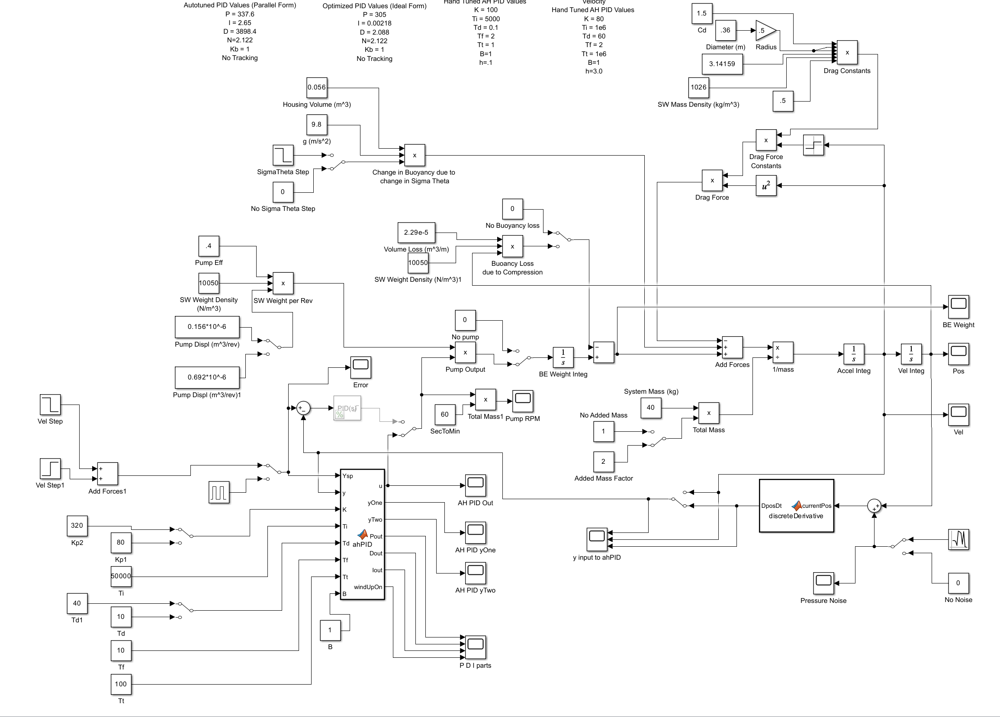 Autotuned PID Values (Parallel Form)
P = 337.6
I = 2.65
D = 3898.4
N=2.122
Kb = 1
No Tracking
Optimized PID Values (Ideal Form)
P = 305
I = 0.00218
D = 2.088
N=2.122
Kb = 1
No Tracking
Hand Tuned AH PID Values
K = 100
Ti = 5000
Td = 0.1
Tf = 2
Tt = 1
B=1
h=.1
Velocity
Hand Tuned AH PID Values
K = 80
Ti = 1e6
Td = 60
Tf = 2
Tt = 1e6
B=1
h=3.0
1.5
Cd
.36
Diameter (m)
.5
Radius
3.14159
1026
SW Mass Density (kg/m^3)
.5
x
Drag Constants
0.056
Housing Volume (m^3)
9.8
g (m/s^2)
SigmaTheta Step
0
No Sigma Theta Step
x
Change in Buoyancy due to
change in Sigma Theta
x
Drag Force
Constants
x
Drag Force
u²
0
No Buoyancy loss
2.29e-5
Volume Loss (m^3/m)
10050
SW Weight Density (N/m^3)1
x
Buoancy Loss
due to Compression
.4
Pump Eff
10050
SW Weight Density
(N/m^3)
x
SW Weight per Rev
0.156*10^-6
Pump Displ (m^3/rev)
0.692*10^-6
Pump Displ (m^3/rev)1
0
No pump
x
Pump Output
1
s
BE Weight Integ
−
+
−
+
+
Add Forces
x
÷
1/mass
1
s
Accel Integ
1
s
Vel Integ
BE Weight
Pos
Vel
Error
+
−
PID(s)
%
60
SecToMin
x
Total Mass1
Pump RPM
System Mass (kg)
40
No Added Mass
1
2
Added Mass Factor
x
Total Mass
Vel Step
Vel Step1
+
+
Add Forces1
320
Kp2
80
Kp1
50000
Ti
40
Td1
10
Td
10
Tf
100
Tt
1
B
Ysp
y
K
Ti
Td
Tf
Tt
B
ahPID
u
yOne
yTwo
Pout
Dout
Iout
windUpOn
AH PID Out
AH PID yOne
AH PID yTwo
P D I parts
y input to ahPID
DposDt
currentPos
discreteDerivative
+
+
Pressure Noise
0
No Noise